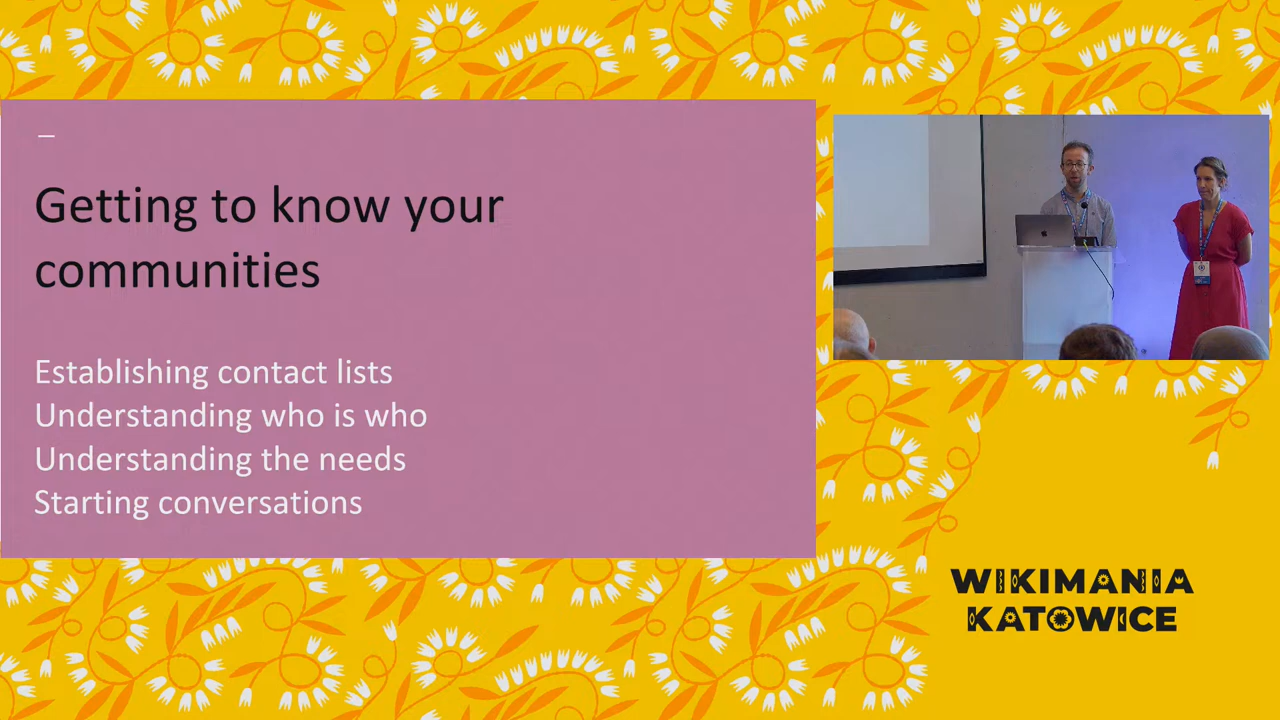 Getting to know your
communities
Establishing contact lists
Understanding who is who
Understanding the needs
Starting conversations
WIKIMANIA
KATOWICE